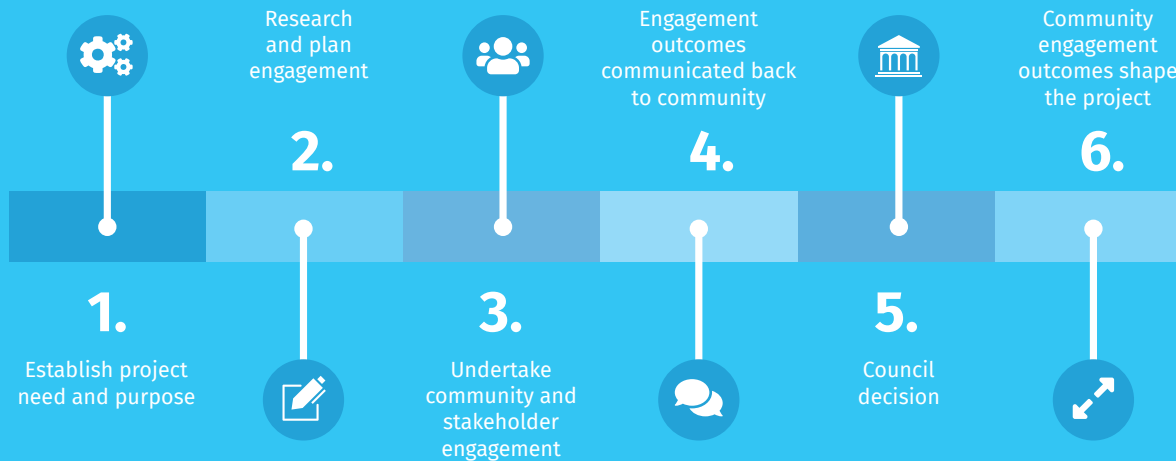 1.
Establish project
need and purpose
Research
and plan
engagement
2.
3.
Undertake
community and
stakeholder
engagement
Engagement
outcomes
communicated back
to community
4.
5.
Council
decision
Community
engagement
outcomes shape
the project
6.